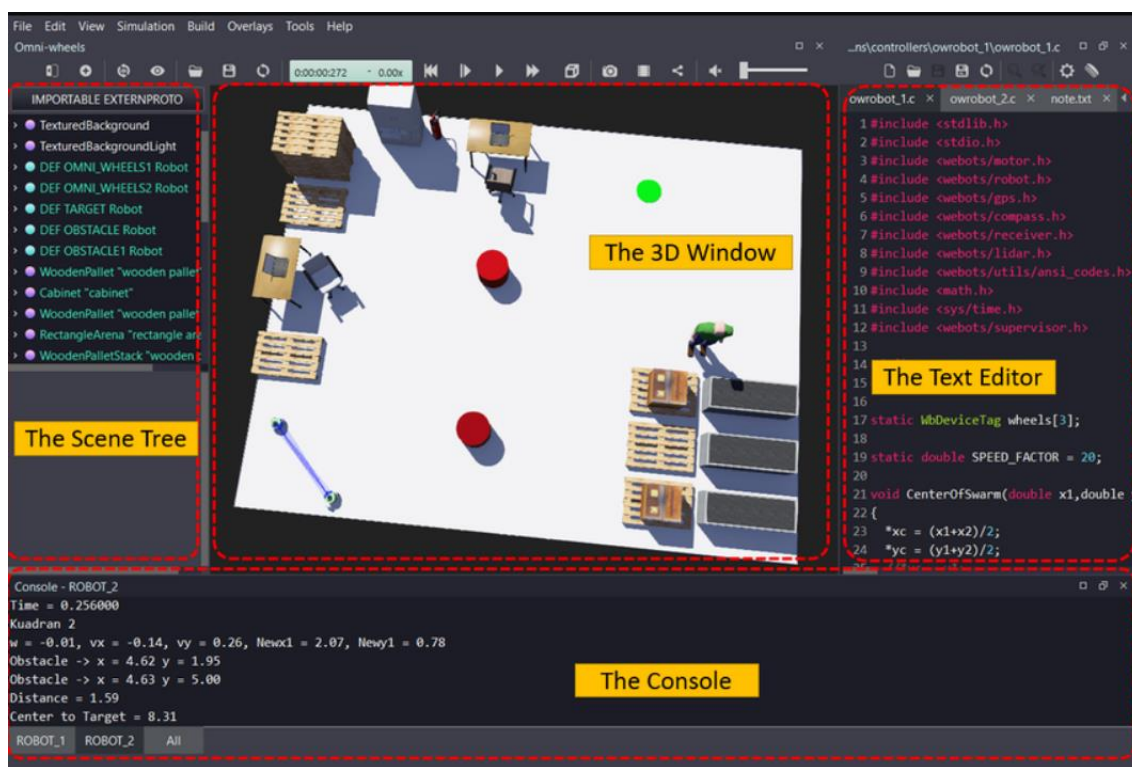 File Edit View Simulation Build Overlays Tools Help
Omni-wheels
0:00:00:272 - 0.00x
IMPORTABLE EXTERNPROTO
TexturedBackground
TexturedBackgroundLight
DEF OMNI_WHEELS1 Robot
DEF OMNI_WHEELS2 Robot
DEF TARGET Robot
DEF OBSTACLE Robot
DEF OBSTACLE1 Robot
WoodenPallet "wooden pallet"
Cabinet "cabinet"
WoodenPallet "wooden pallet
RectangleArena "rectangle are
WoodenPalletStack "wooden
The Scene Tree
The 3D Window
...ns\controllers\owrobot_1\owrobot_1.c
owrobot_1.c × owrobot_2.c × note.txt ×
1 #include <stdlib.h>
2 #include <stdio.h>
3 #include <webots/motor.h>
4 #include <webots/robot.h>
5 #include <webots/gps.h>
6 #include <webots/compass.h>
7 #include <webots/receiver.h>
8 #include <webots/lidar.h>
9 #include <webots/utils/ansi_codes.h>
10 #include <math.h>
11 #include <sys/time.h>
12 #include <webots/supervisor.h>
13
14
15
16
17 static WbDeviceTag wheels[3];
18
19 static double SPEED_FACTOR = 20;
20
21 void CenterOfSwarm(double x1,double
22 {
23 *xc = (x1+x2)/2;
24 *yc = (y1+y2)/2;
The Text Editor
Console - ROBOT_2
Time = 0.256000
Kuadran 2
w = -0.01, vx = -0.14, vy = 0.26, Newx1 = 2.07, Newy1 = 0.78
Obstacle -> x = 4.62 y = 1.95
Obstacle -> x = 4.63 y = 5.00
Distance = 1.59
Center to Target = 8.31
The Console
ROBOT_1 ROBOT_2 All